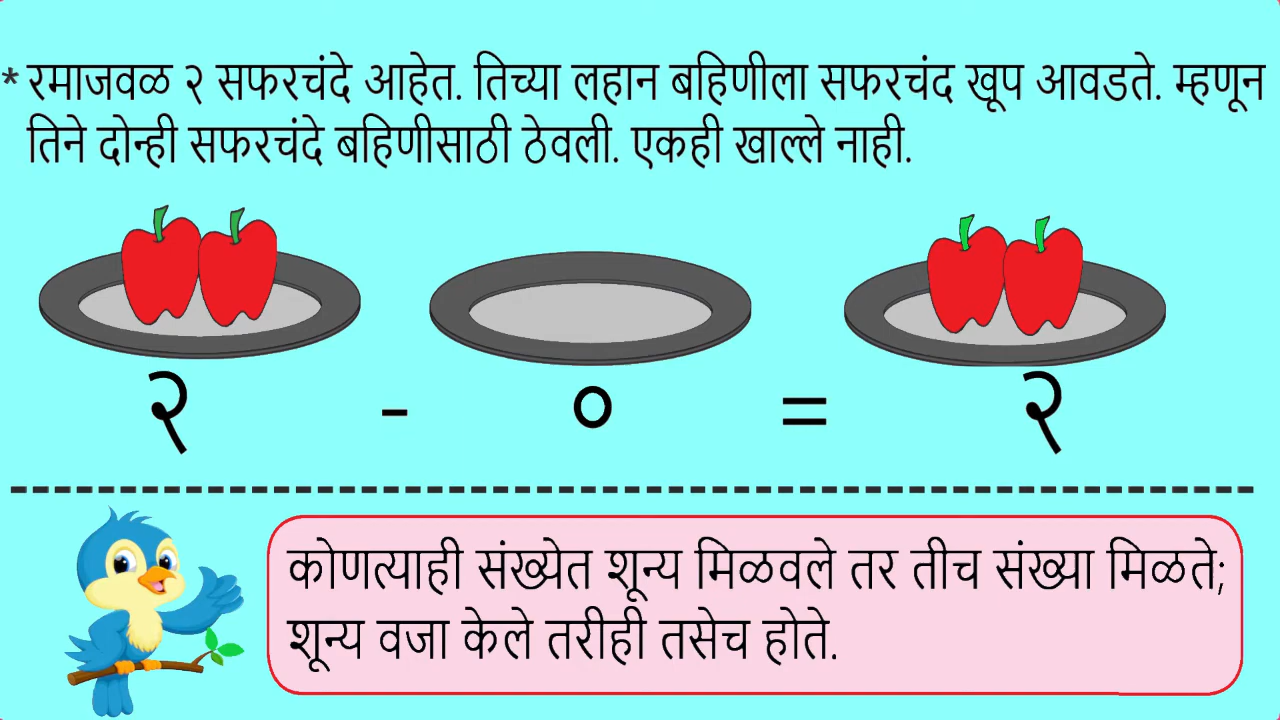 * रमाजवळ २ सफरचंदे आहेत. तिच्या लहान बहिणीला सफरचंद खूप आवडते. म्हणून
तिने दोन्ही सफरचंदे बहिणीसाठी ठेवली. एकही खाल्ले नाही.
२ - ० = २
कोणत्याही संख्येत शून्य मिळवले तर तीच संख्या मिळते;
शून्य वजा केले तरीही तसेच होते.